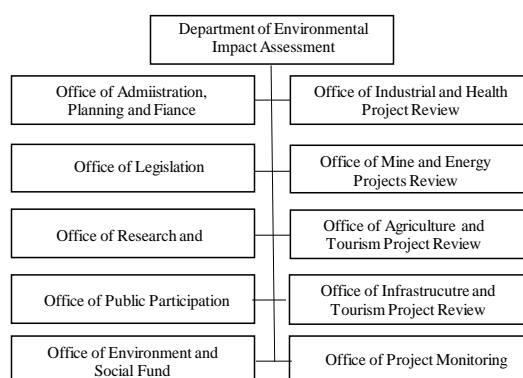 Department of Environmental
Impact Assessment
Office of Admiistration,
Planning and Fiance
Office of Industrial and Health
Project Review
Office of Legislation
Office of Mine and Energy
Projects Review
Office of Research and
Office of Agriculture and
Tourism Project Review
Office of Public Participation
Office of Infrastrucutre and
Tourism Project Review
Office of Environment and
Social Fund
Office of Project Monitoring